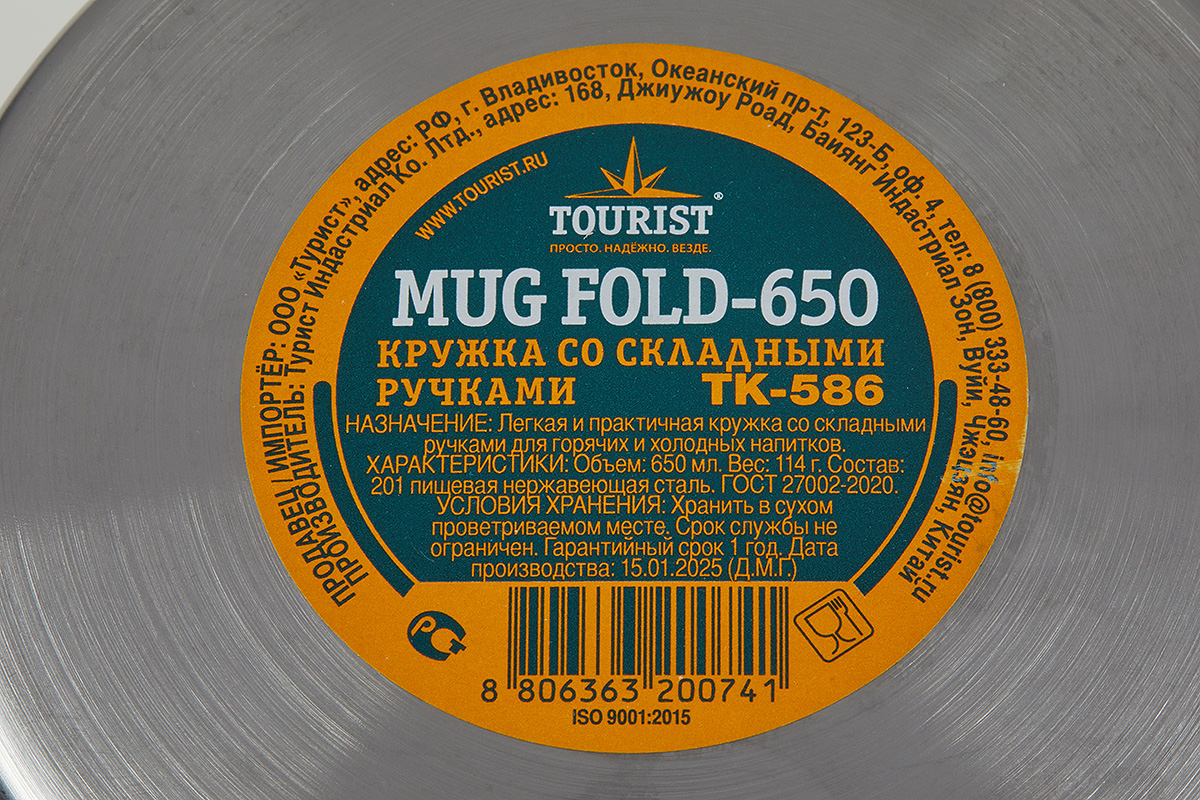 ПРОДАВЕЦ / ИМПОРТЁР: ООО «Турист», адрес: РФ, г. Владивосток, Океанский пр-т, 123-Б, оф. 4, тел: 8 (800) 333-48-60, info@tourist.ru
ПРОИЗВОДИТЕЛЬ: Турист Индастриал Ко. Лтд., адрес: 168, Джиужоу Роад, Байянг Индастриал Зон, Вуйи, Чжэцзян, Китай
WWW.TOURIST.RU
TOURIST®
ПРОСТО. НАДЁЖНО. ВЕЗДЕ.
MUG FOLD-650
КРУЖКА СО СКЛАДНЫМИ
РУЧКАМИ ТК-586
НАЗНАЧЕНИЕ: Легкая и практичная кружка со складными
ручками для горячих и холодных напитков.
ХАРАКТЕРИСТИКИ: Объем: 650 мл. Вес: 114 г. Состав:
201 пищевая нержавеющая сталь. ГОСТ 27002-2020.
УСЛОВИЯ ХРАНЕНИЯ: Хранить в сухом
проветриваемом месте. Срок службы не
ограничен. Гарантийный срок 1 год. Дата
производства: 15.01.2025 (Д.М.Г.)
РСТ
8 806363 200741
ISO 9001:2015